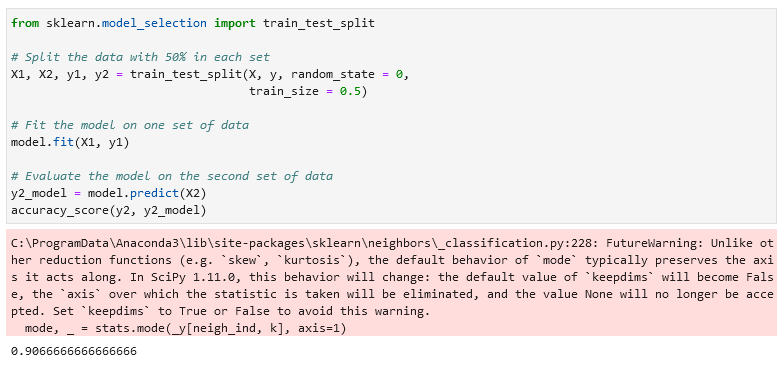 from sklearn.model_selection import train_test_split
# Split the data with 50% in each set
X1, X2, y1, y2 = train_test_split(X, y, random_state = 0,
                                  train_size = 0.5)
# Fit the model on one set of data
model.fit(X1, y1)
# Evaluate the model on the second set of data
y2_model = model.predict(X2)
accuracy_score(y2, y2_model)
C:\ProgramData\Anaconda3\lib\site-packages\sklearn\neighbors\_classification.py:228: FutureWarning: Unlike ot
her reduction functions (e.g. `skew`, `kurtosis`), the default behavior of `mode` typically preserves the axi
s it acts along. In SciPy 1.11.0, this behavior will change: the default value of `keepdims` will become Fals
e, the `axis` over which the statistic is taken will be eliminated, and the value None will no longer be acce
pted. Set `keepdims` to True or False to avoid this warning.
  mode, _ = stats.mode(_y[neigh_ind, k], axis=1)
0.9066666666666666